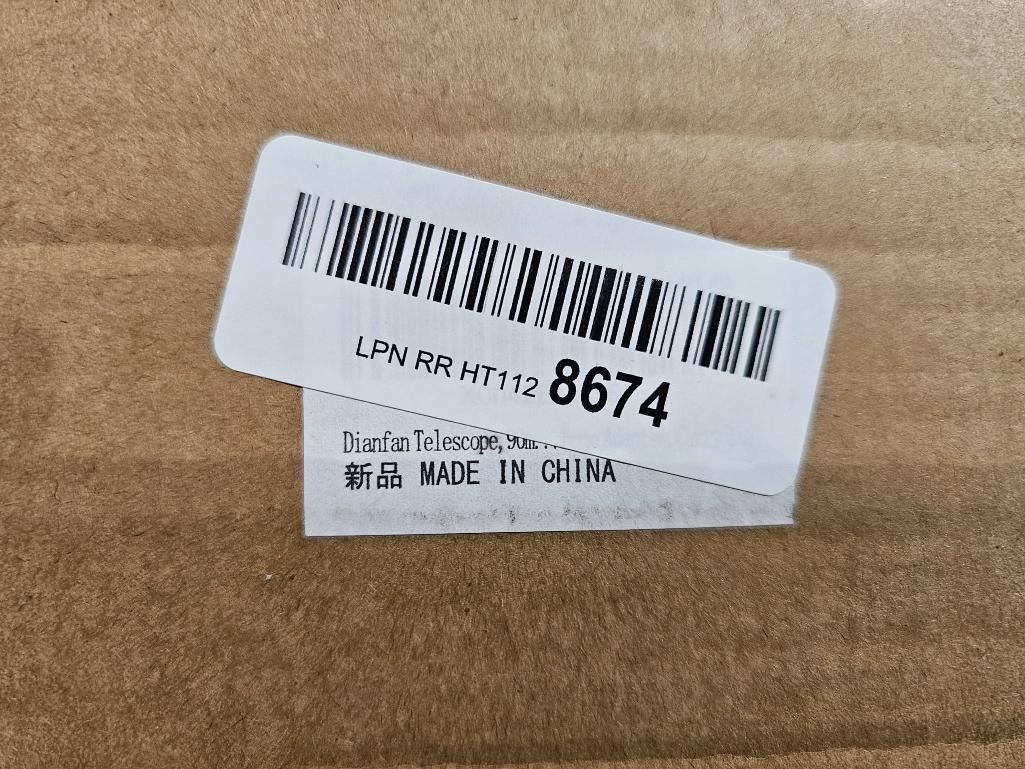 LPN RR HT112 8674
Dianfan Telescope,
新品 MADE IN CHINA